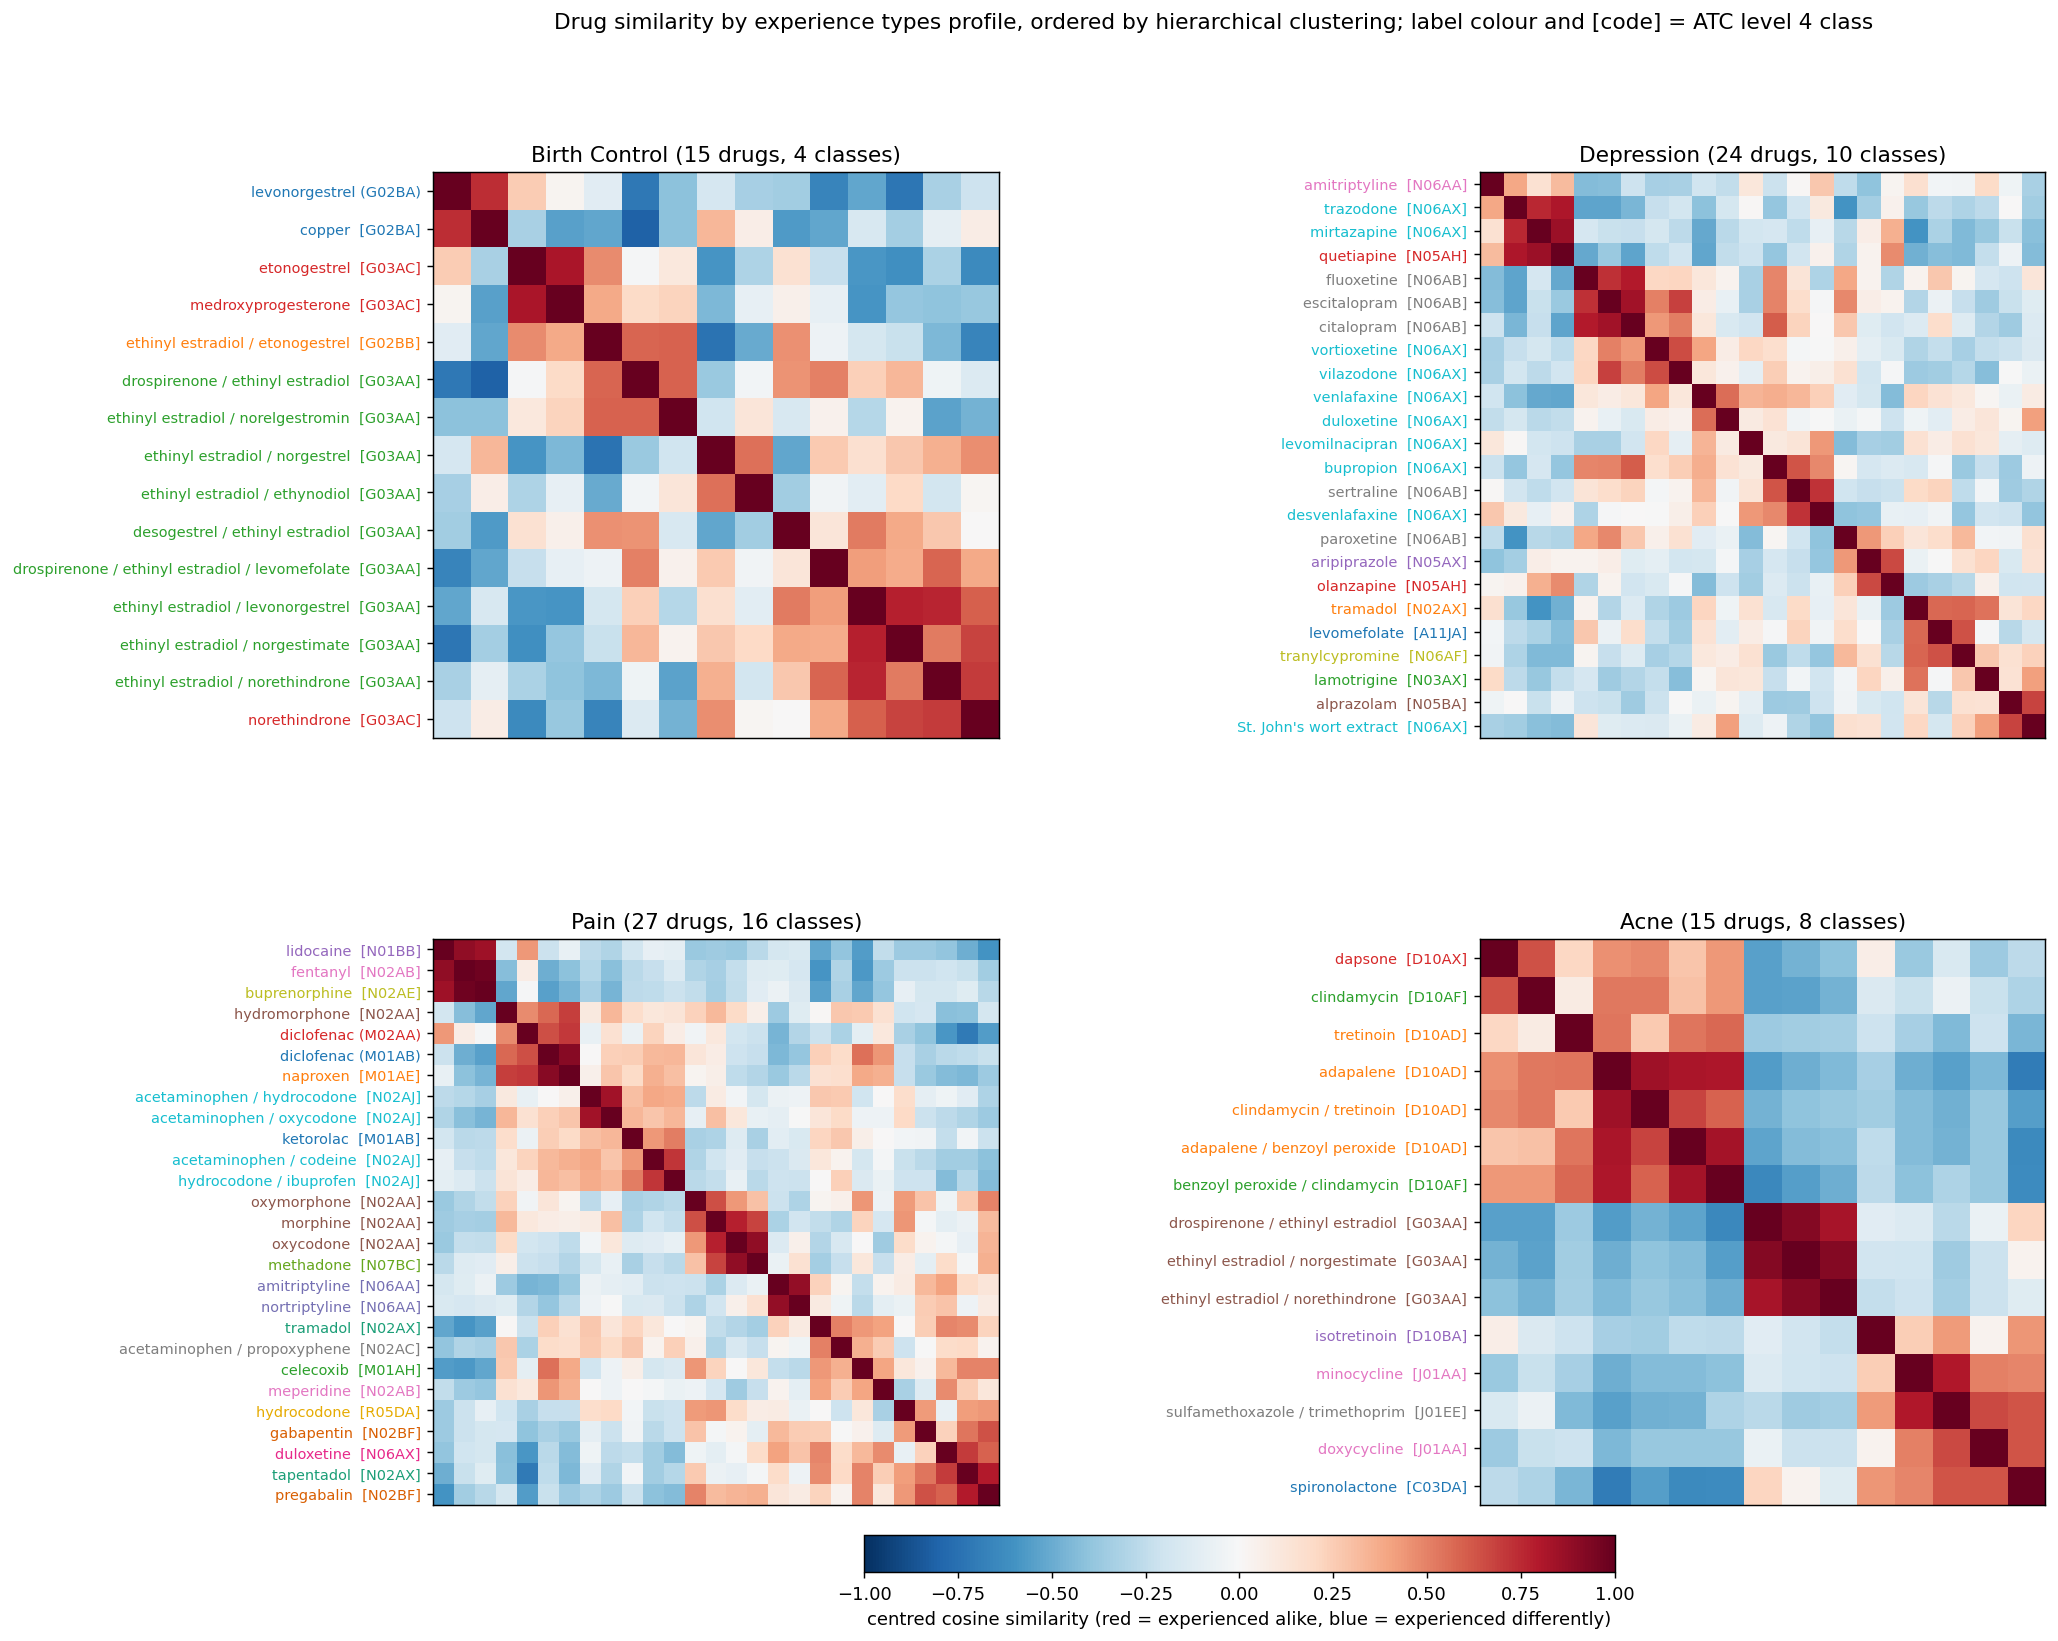 Drug similarity by experience types profile, ordered by hierarchical clustering; label colour and [code] = ATC level 4 class
Birth Control (15 drugs, 4 classes)
levonorgestrel (G02BA)
copper [G02BA]
etonogestrel [G03AC]
medroxyprogesterone [G03AC]
ethinyl estradiol / etonogestrel [G02BB]
drospirenone / ethinyl estradiol [G03AA]
ethinyl estradiol / norelgestromin [G03AA]
ethinyl estradiol / norgestrel [G03AA]
ethinyl estradiol / ethynodiol [G03AA]
desogestrel / ethinyl estradiol [G03AA]
drospirenone / ethinyl estradiol / levomefolate [G03AA]
ethinyl estradiol / levonorgestrel [G03AA]
ethinyl estradiol / norgestimate [G03AA]
ethinyl estradiol / norethindrone [G03AA]
norethindrone [G03AC]
Depression (24 drugs, 10 classes)
amitriptyline [N06AA]
trazodone [N06AX]
mirtazapine [N06AX]
quetiapine [N05AH]
fluoxetine [N06AB]
escitalopram [N06AB]
citalopram [N06AB]
vortioxetine [N06AX]
vilazodone [N06AX]
venlafaxine [N06AX]
duloxetine [N06AX]
levomilnacipran [N06AX]
bupropion [N06AX]
sertraline [N06AB]
desvenlafaxine [N06AX]
paroxetine [N06AB]
aripiprazole [N05AX]
olanzapine [N05AH]
tramadol [N02AX]
levomefolate [A11JA]
tranylcypromine [N06AF]
lamotrigine [N03AX]
alprazolam [N05BA]
St. John's wort extract [N06AX]
Pain (27 drugs, 16 classes)
lidocaine [N01BB]
fentanyl [N02AB]
buprenorphine [N02AE]
hydromorphone [N02AA]
diclofenac (M02AA)
diclofenac (M01AB)
naproxen [M01AE]
acetaminophen / hydrocodone [N02AJ]
acetaminophen / oxycodone [N02AJ]
ketorolac [M01AB]
acetaminophen / codeine [N02AJ]
hydrocodone / ibuprofen [N02AJ]
oxymorphone [N02AA]
morphine [N02AA]
oxycodone [N02AA]
methadone [N07BC]
amitriptyline [N06AA]
nortriptyline [N06AA]
tramadol [N02AX]
acetaminophen / propoxyphene [N02AC]
celecoxib [M01AH]
meperidine [N02AB]
hydrocodone [R05DA]
gabapentin [N02BF]
duloxetine [N06AX]
tapentadol [N02AX]
pregabalin [N02BF]
Acne (15 drugs, 8 classes)
dapsone [D10AX]
clindamycin [D10AF]
tretinoin [D10AD]
adapalene [D10AD]
clindamycin / tretinoin [D10AD]
adapalene / benzoyl peroxide [D10AD]
benzoyl peroxide / clindamycin [D10AF]
drospirenone / ethinyl estradiol [G03AA]
ethinyl estradiol / norgestimate [G03AA]
ethinyl estradiol / norethindrone [G03AA]
isotretinoin [D10BA]
minocycline [J01AA]
sulfamethoxazole / trimethoprim [J01EE]
doxycycline [J01AA]
spironolactone [C03DA]
−1.00 −0.75 −0.50 −0.25 0.00 0.25 0.50 0.75 1.00
centred cosine similarity (red = experienced alike, blue = experienced differently)